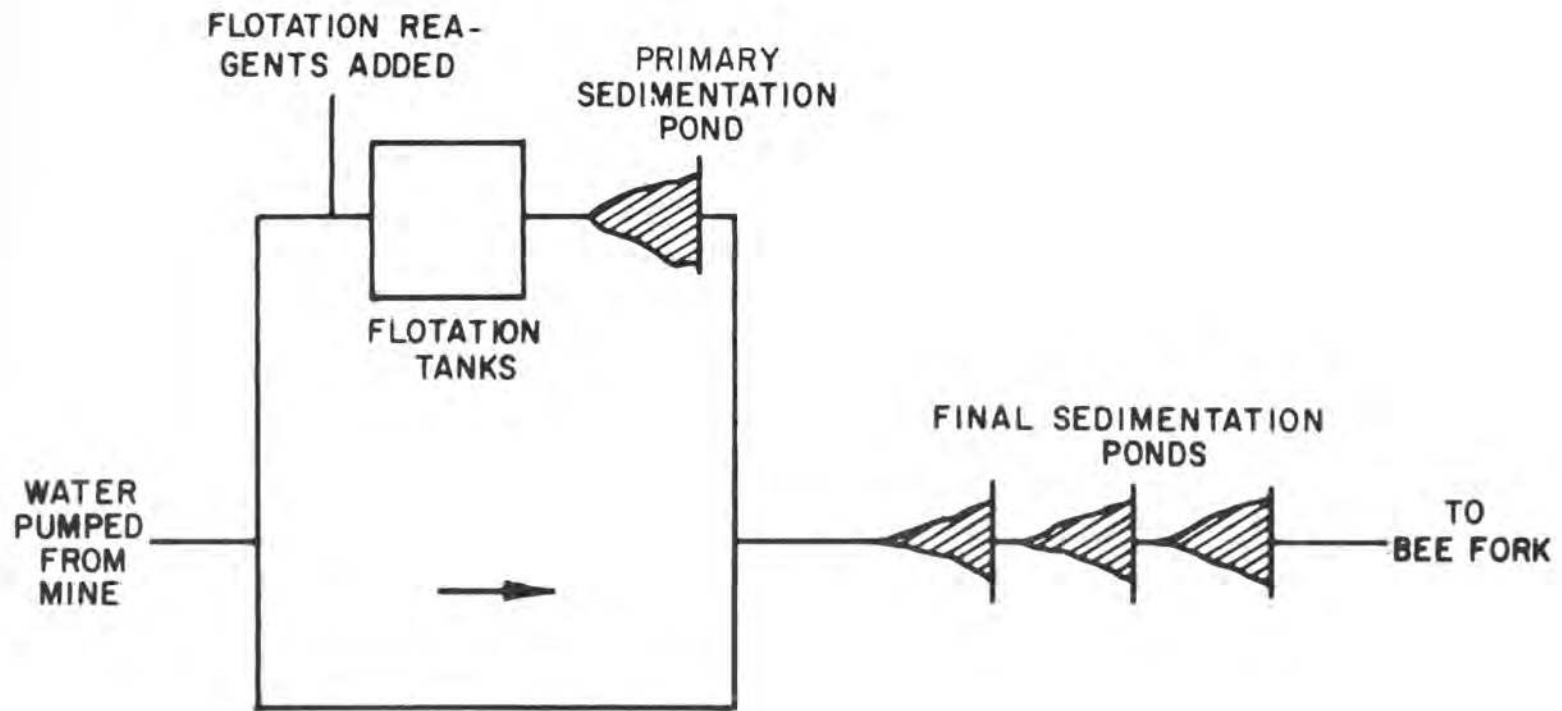 FLOTATION REA-
GENTS ADDED
PRIMARY
SEDIMENTATION
POND
FLOTATION
TANKS
FINAL SEDIMENTATION
PONDS
WATER
PUMPED
FROM
MINE
TO
BEE FORK